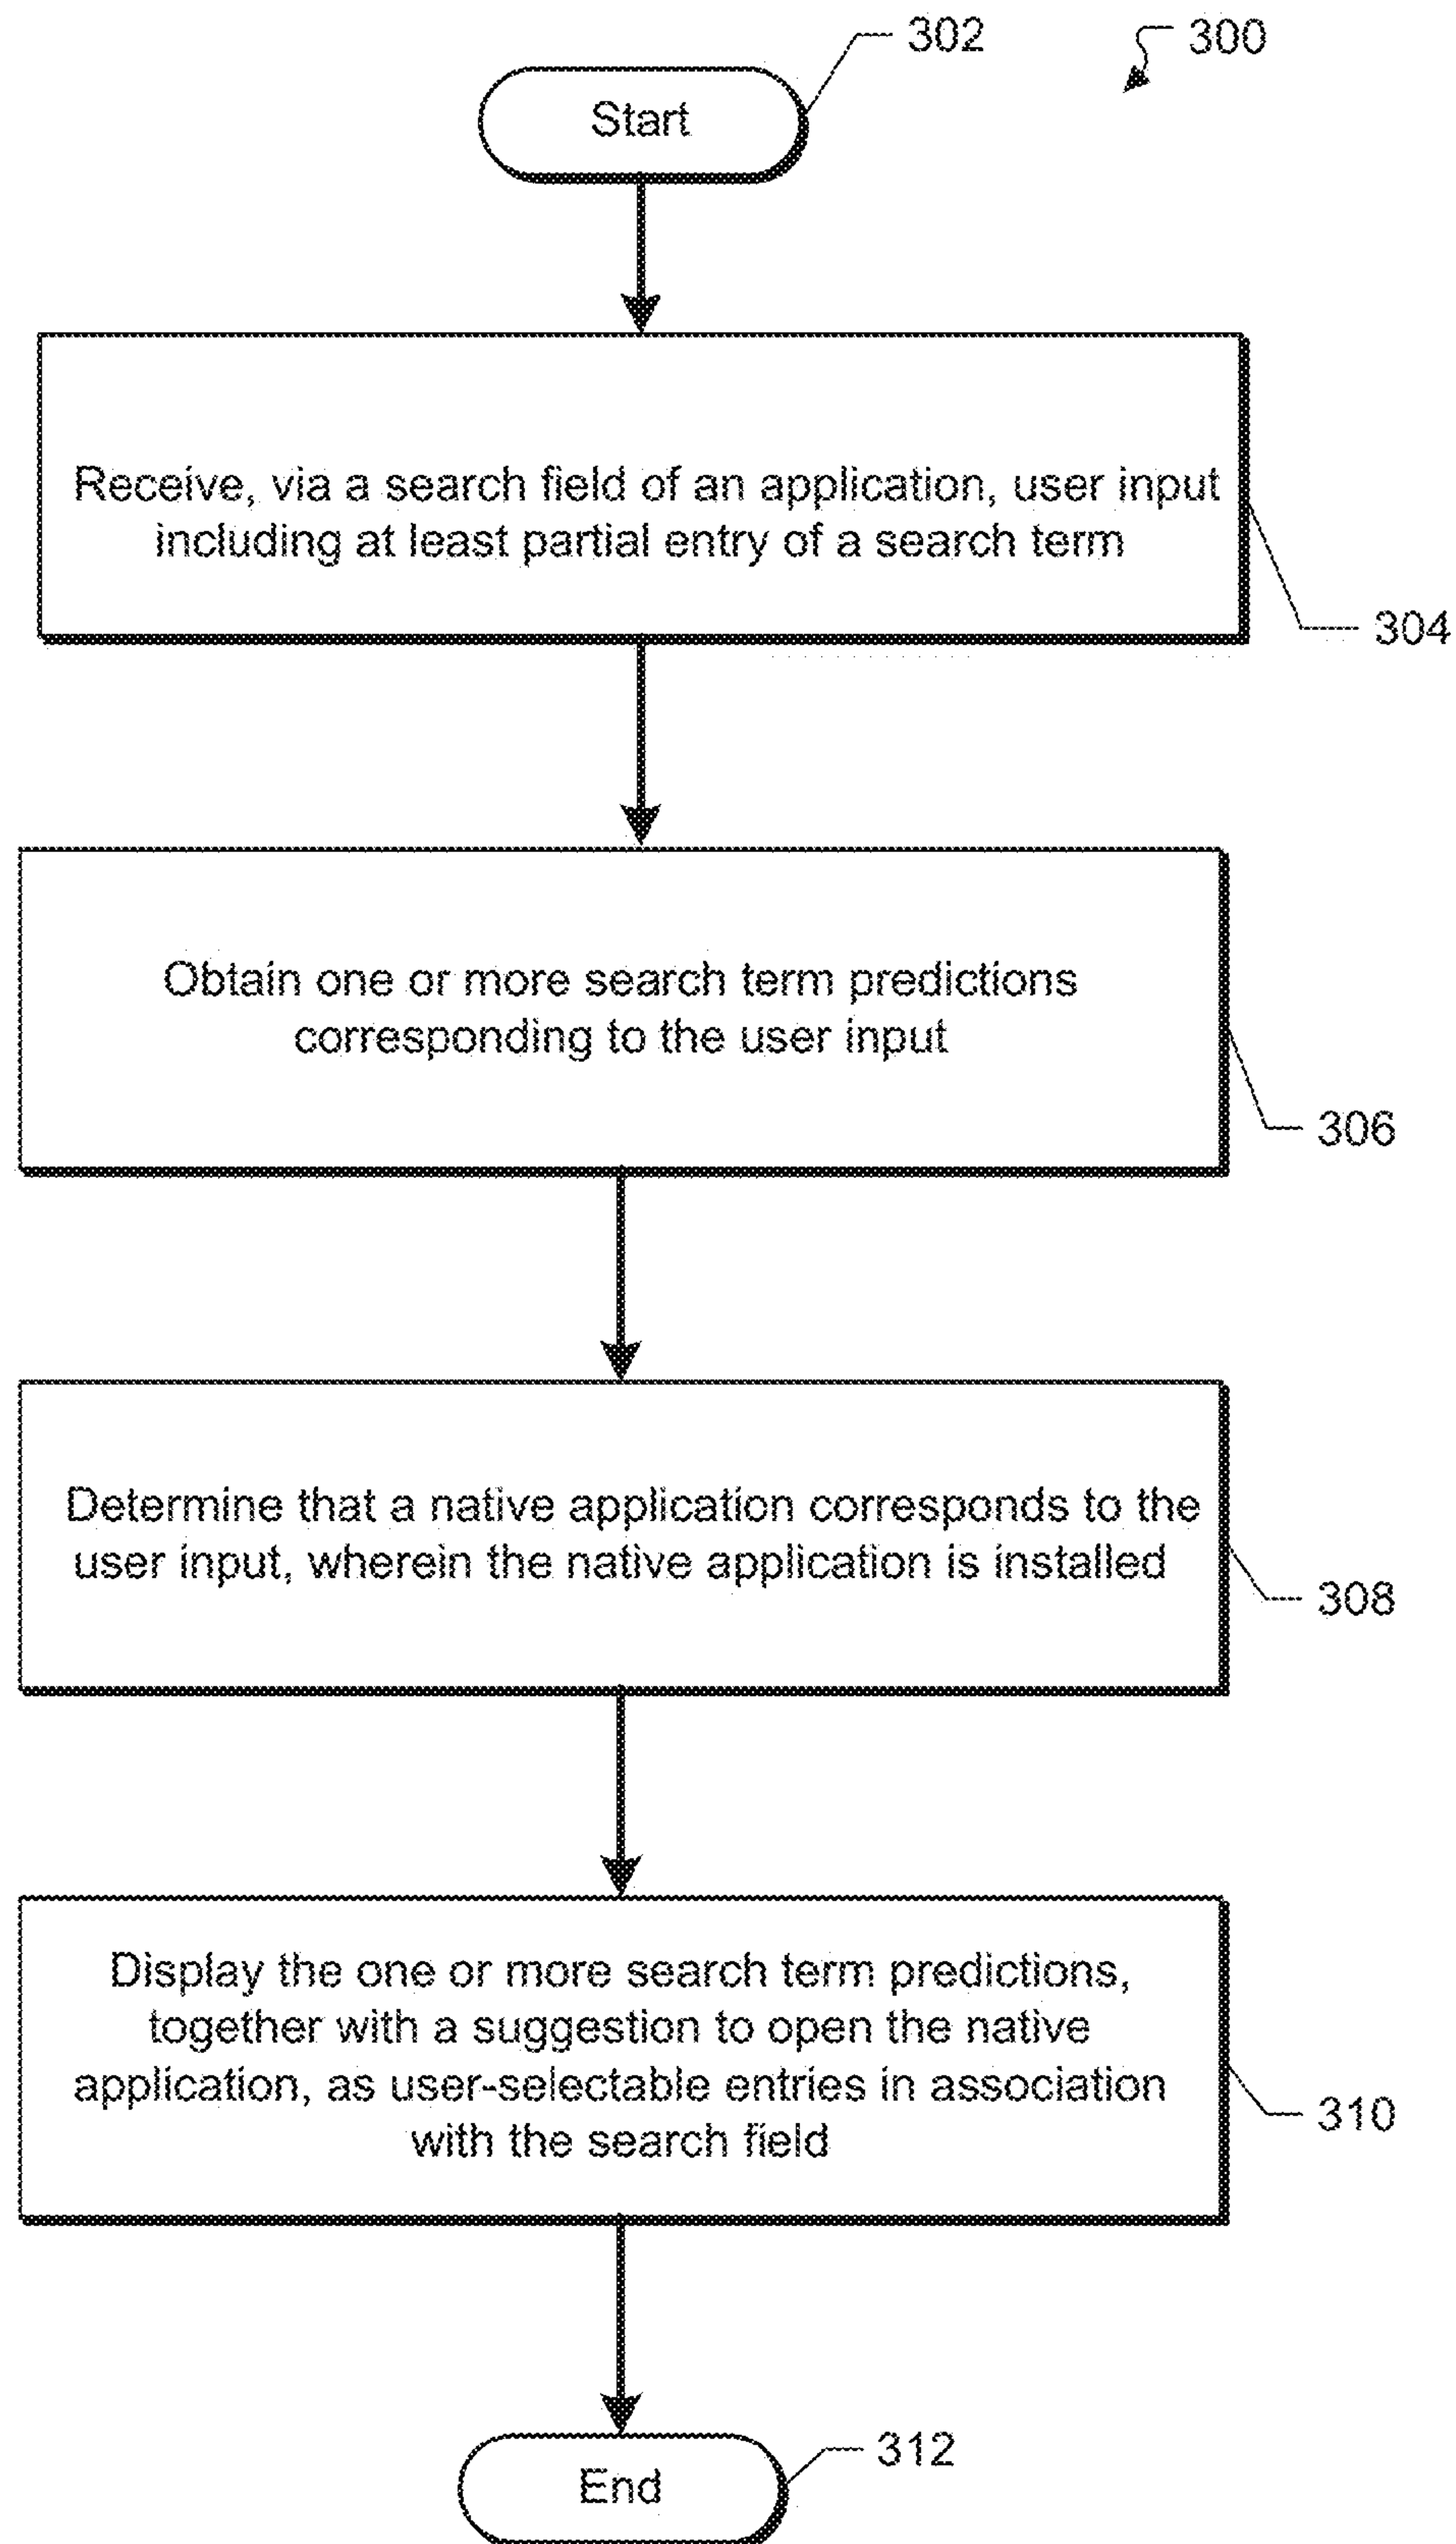 302
300
Start
Receive, via a search field of an application, user input
including at least partial entry of a search term
304
Obtain one or more search term predictions
corresponding to the user input
306
Determine that a native application corresponds to the
user input, wherein the native application is installed
308
Display the one or more search term predictions,
together with a suggestion to open the native
application, as user-selectable entries in association
with the search field
310
312
End